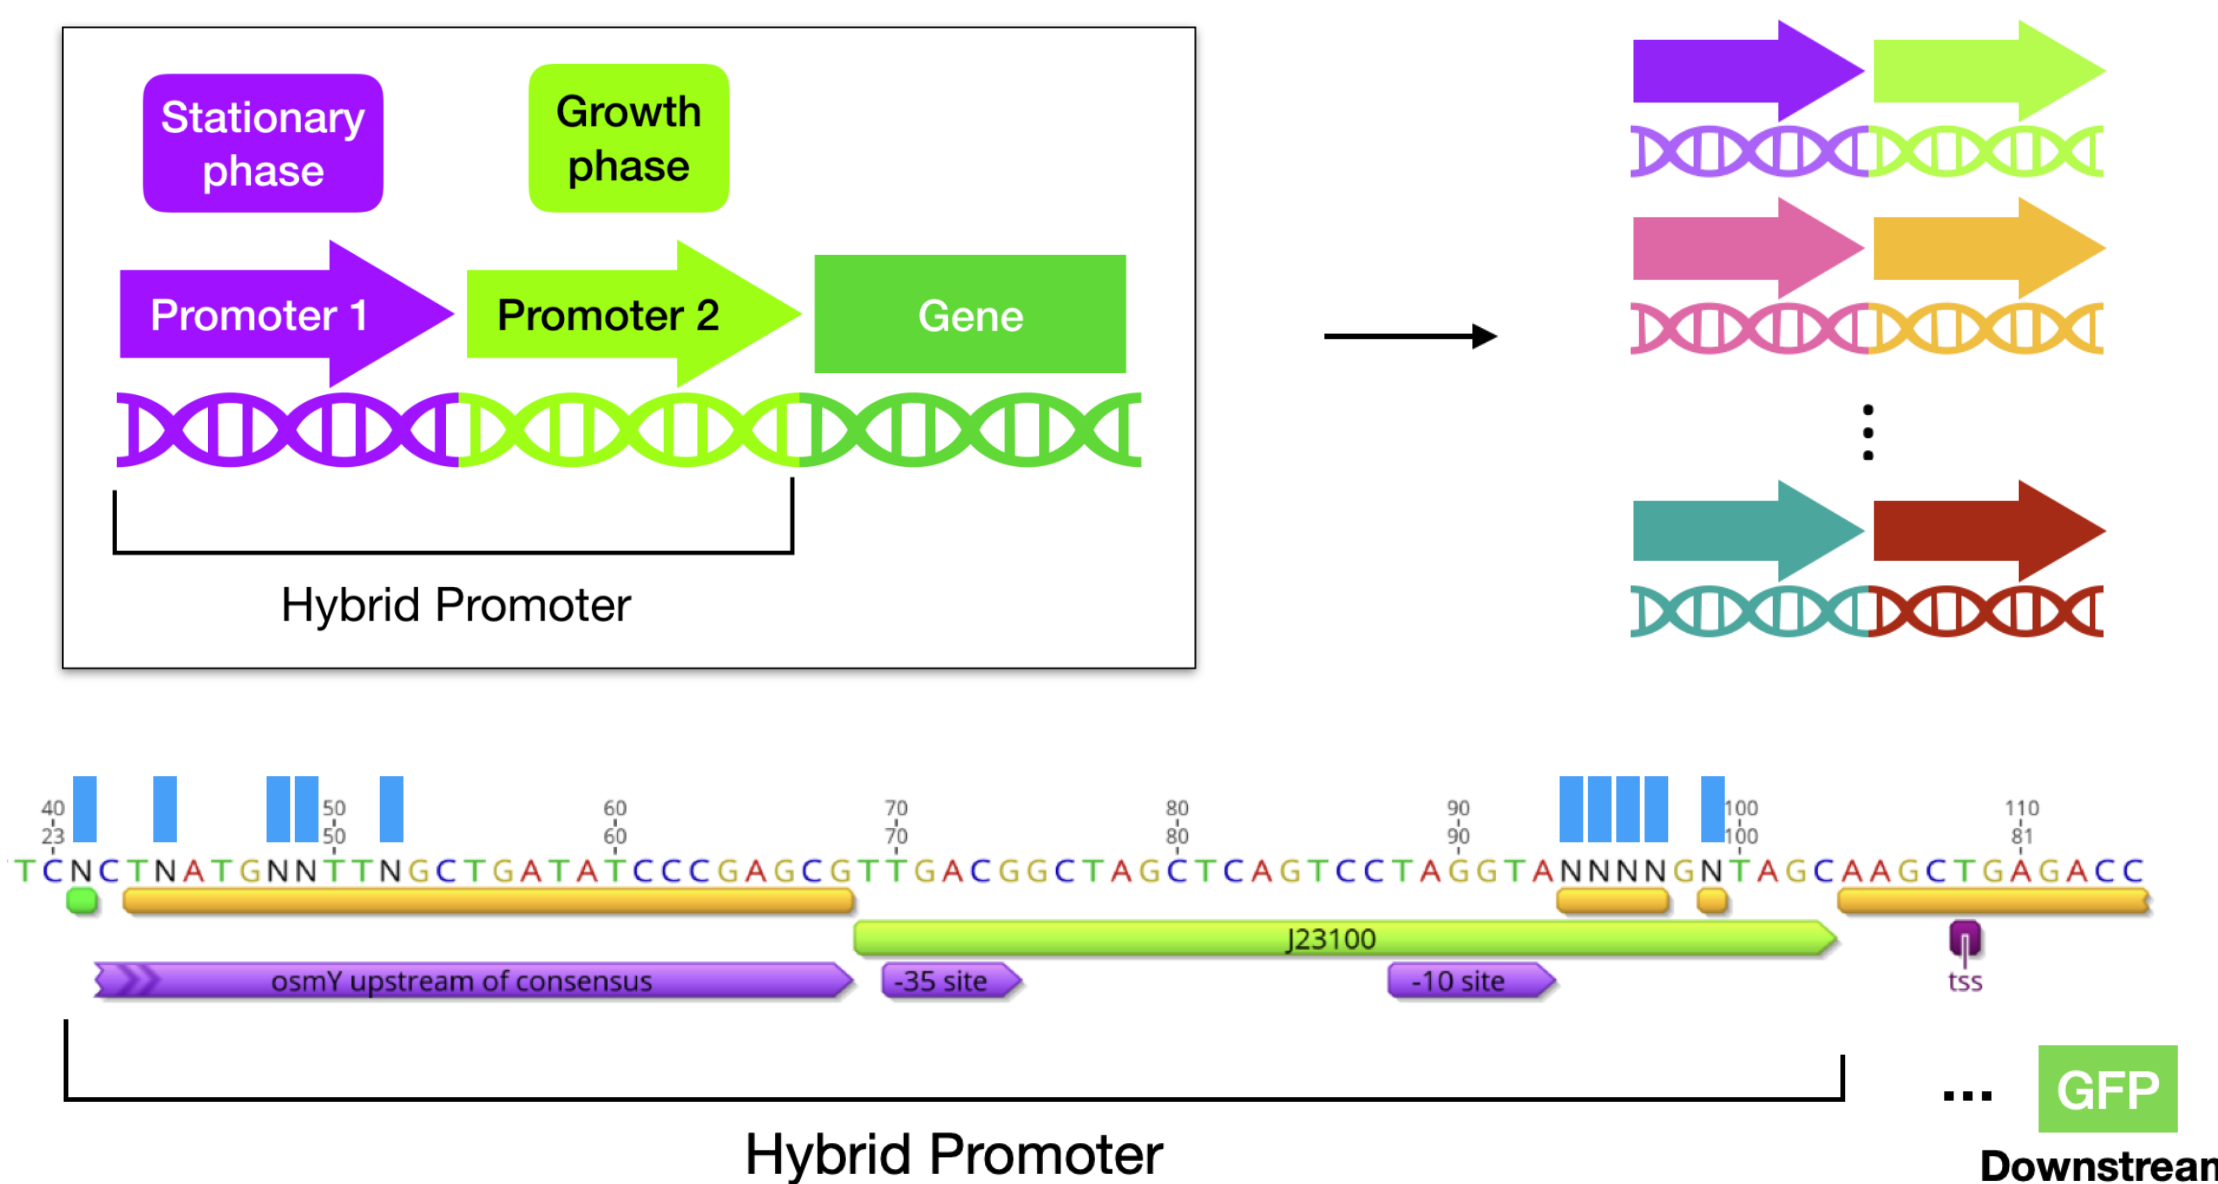 Stationary
phase
Growth
phase
Promoter 1
Promoter 2
Gene
Hybrid Promoter
40 50 60 70 80 90 100 110
23 50 60 70 80 90 100 81
TCNCTNATGNNTTNGCTGATATCCCGAGCGTTGACGGCTAGCTCAGTCCTAGGTANNNNGNTAGCAAGCTGAGACC
J23100
osmY upstream of consensus
-35 site
-10 site
tss
Hybrid Promoter
...
GFP
Downstream